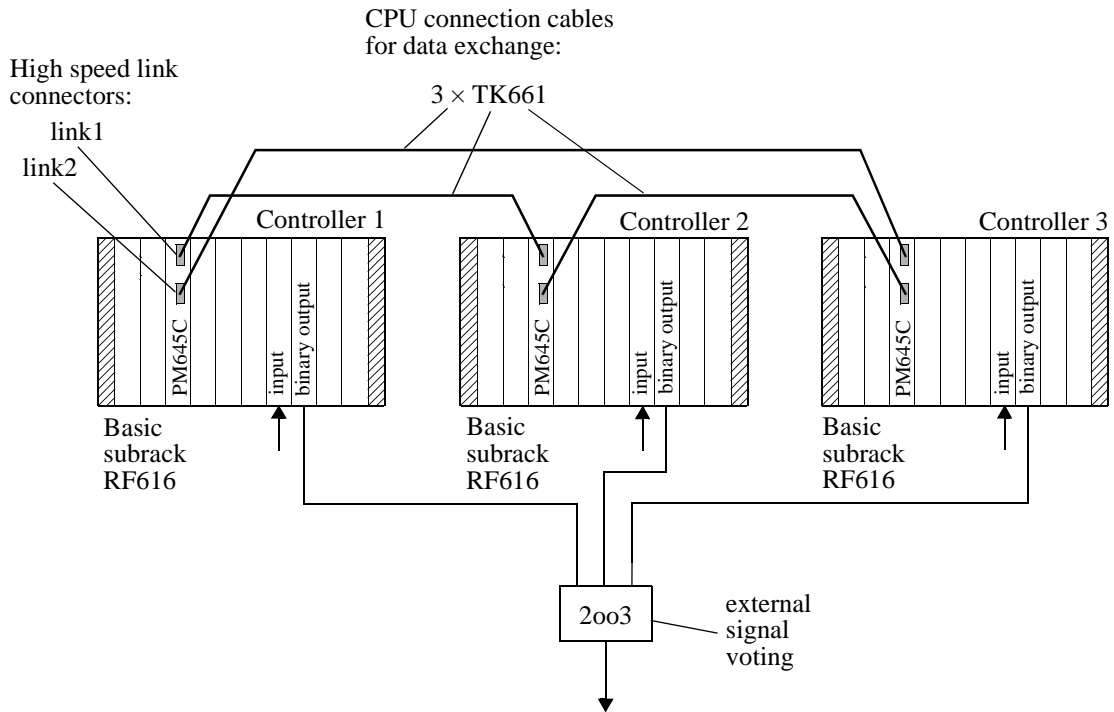 CPU connection cables
for data exchange:
3 × TK661
High speed link
connectors:
link1
link2
Controller 1
Controller 2
Controller 3
PM645C
input
binary output
PM645C
input
binary output
PM645C
input
binary output
Basic
subrack
RF616
Basic
subrack
RF616
Basic
subrack
RF616
2oo3
external
signal
voting